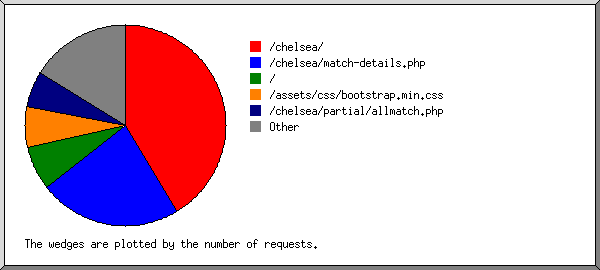 /chelsea/
/chelsea/match-details.php
/
/assets/css/bootstrap.min.css
/chelsea/partial/allmatch.php
Other
The wedges are plotted by the number of requests.